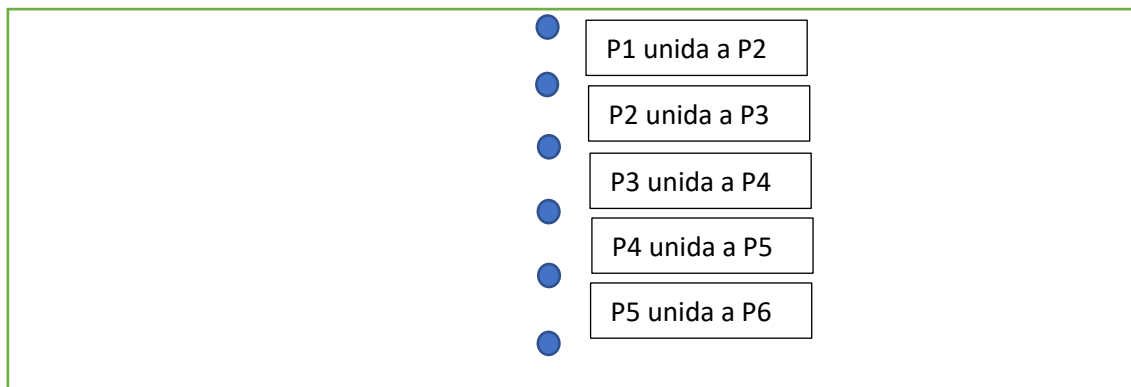 P1 unida a P2
P2 unida a P3
P3 unida a P4
P4 unida a P5
P5 unida a P6